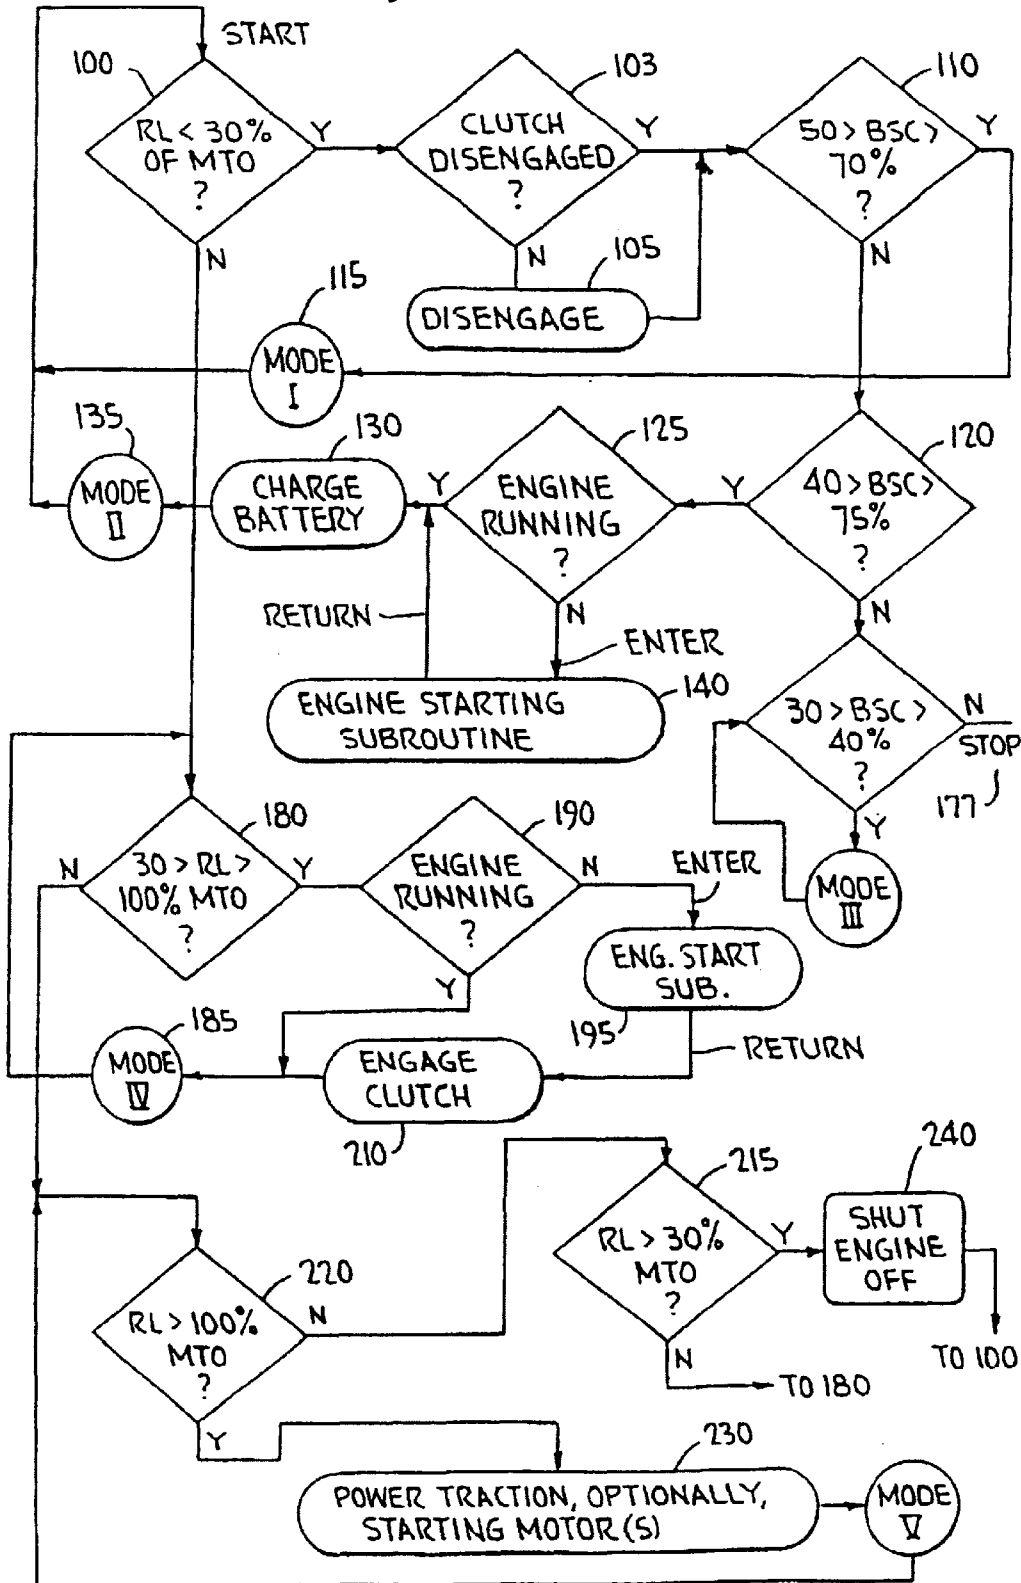 START
100
RL < 30%
OF MTO
?
Y
N
103
CLUTCH
DISENGAGED
?
Y
N
105
DISENGAGE
110
50 > BSC >
70%
?
Y
N
115
MODE
I
135
MODE
II
130
CHARGE
BATTERY
Y
125
ENGINE
RUNNING
?
N
Y
120
40 > BSC >
75%
?
N
RETURN
ENTER
140
ENGINE STARTING
SUBROUTINE
30 > BSC >
40%
?
N
STOP
177
Y
MODE
III
180
N
30 > RL >
100% MTO
?
Y
190
ENGINE
RUNNING
?
N
Y
ENTER
ENG. START
SUB.
195
RETURN
185
MODE
IV
ENGAGE
CLUTCH
210
215
RL > 30%
MTO
?
Y
N
TO 180
240
SHUT
ENGINE
OFF
TO 100
220
RL > 100%
MTO
?
N
Y
230
POWER TRACTION, OPTIONALLY,
STARTING MOTOR(S)
MODE
V